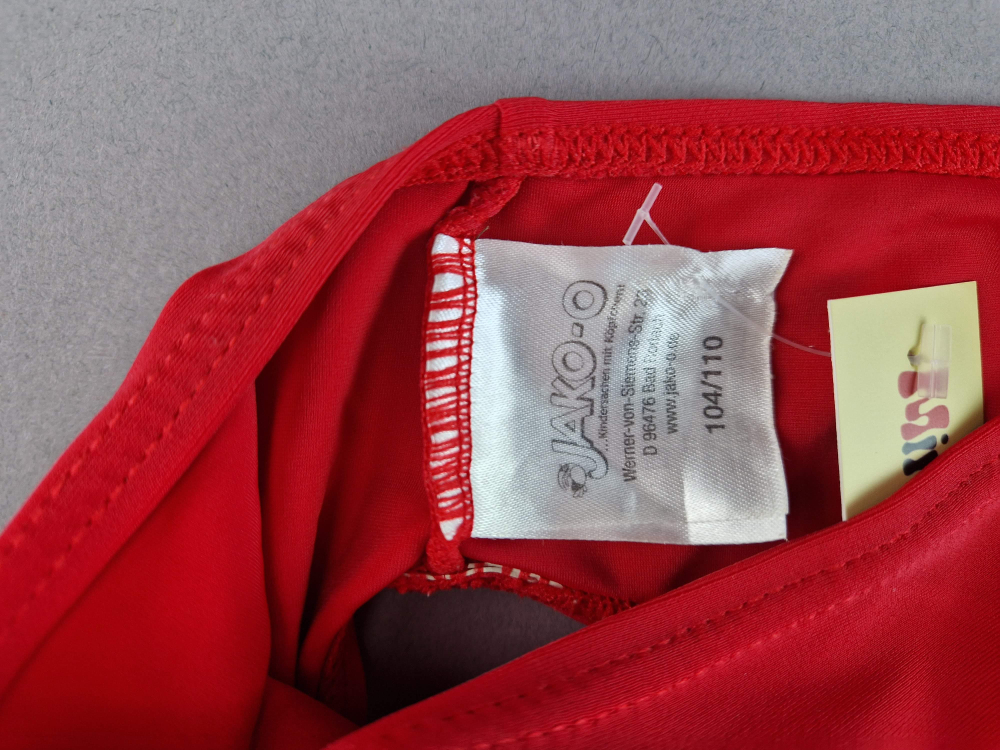 JAKO-O
...Kindersachen mit Köpfchen!
Werner-von-Siemens-Str. 23
D 96476 Bad Rodach
www.jako-o.de
104/110